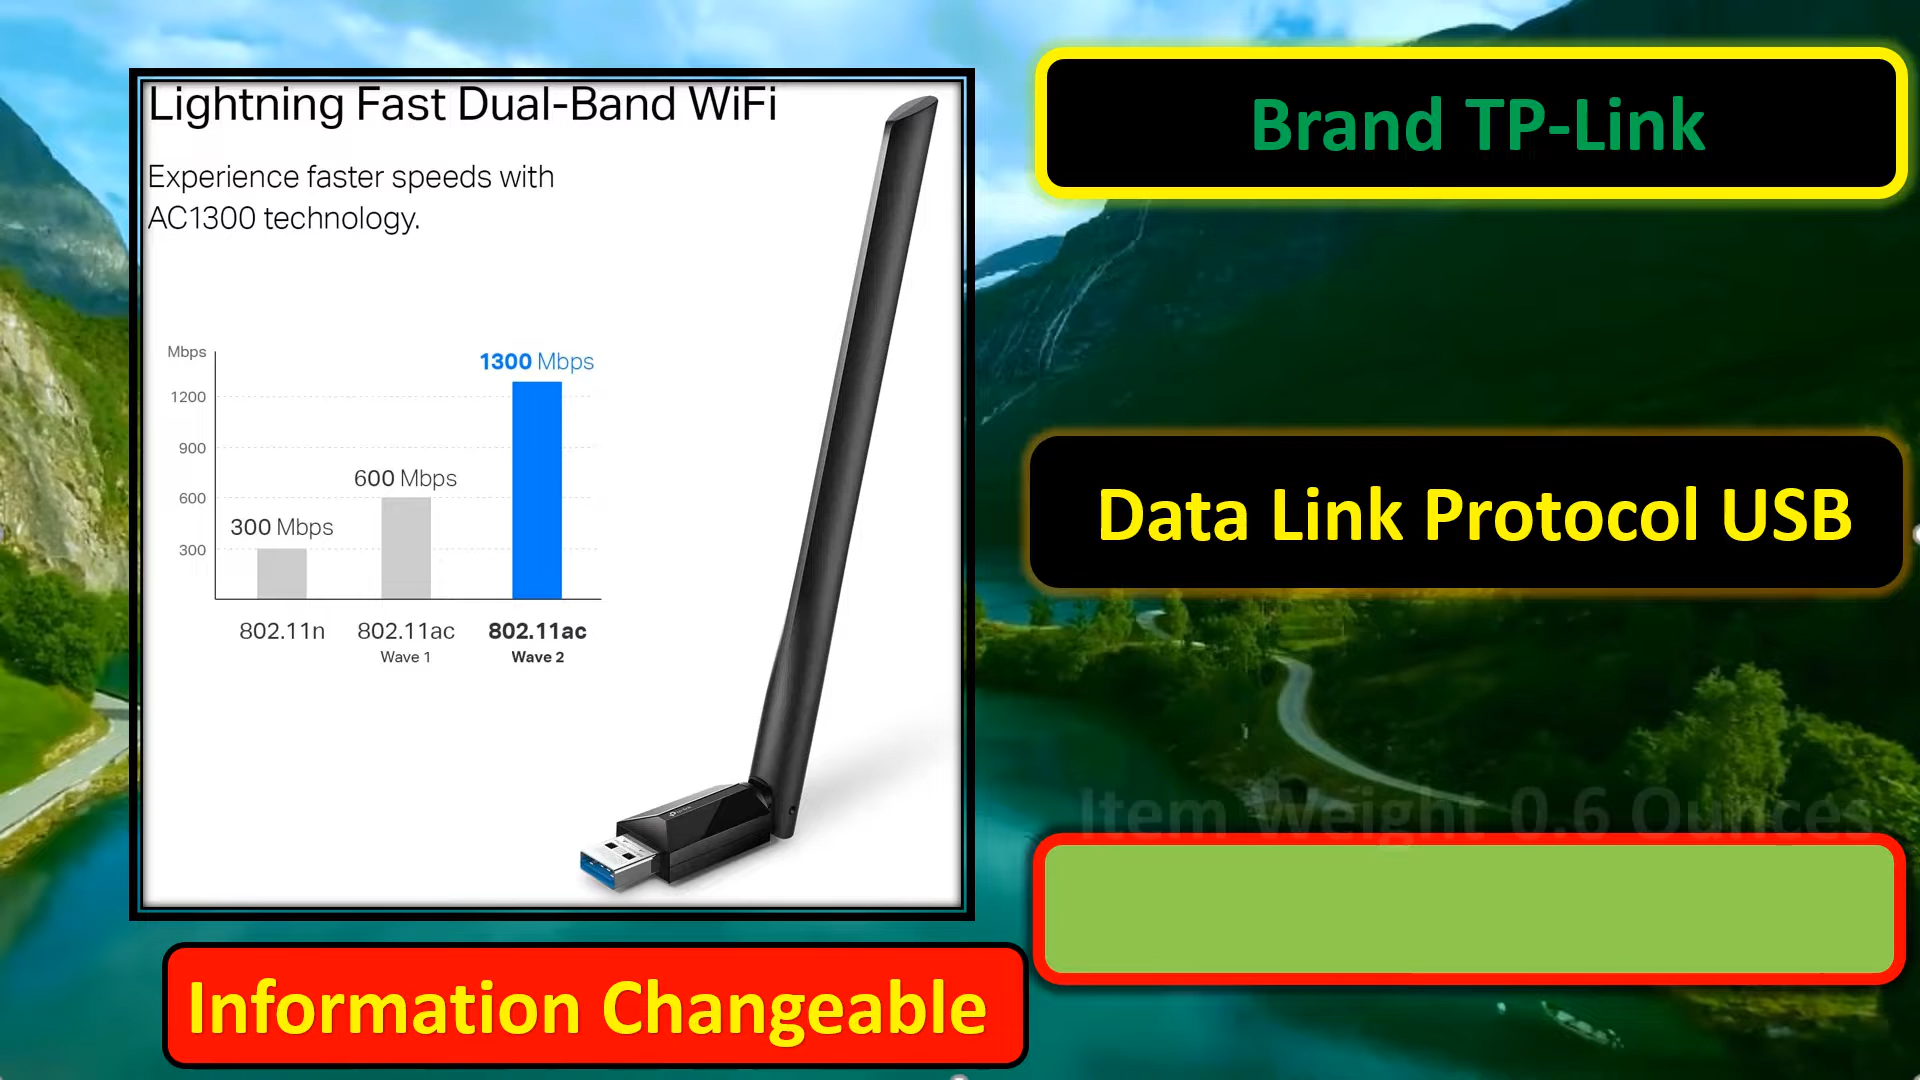 Lightning Fast Dual-Band WiFi
Experience faster speeds with
AC1300 technology.
Mbps
1200
900
600
300
300 Mbps
600 Mbps
1300 Mbps
802.11n
802.11ac
Wave 1
802.11ac
Wave 2
Brand TP-Link
Data Link Protocol USB
Item Weight 0.6 Ounces
Information Changeable